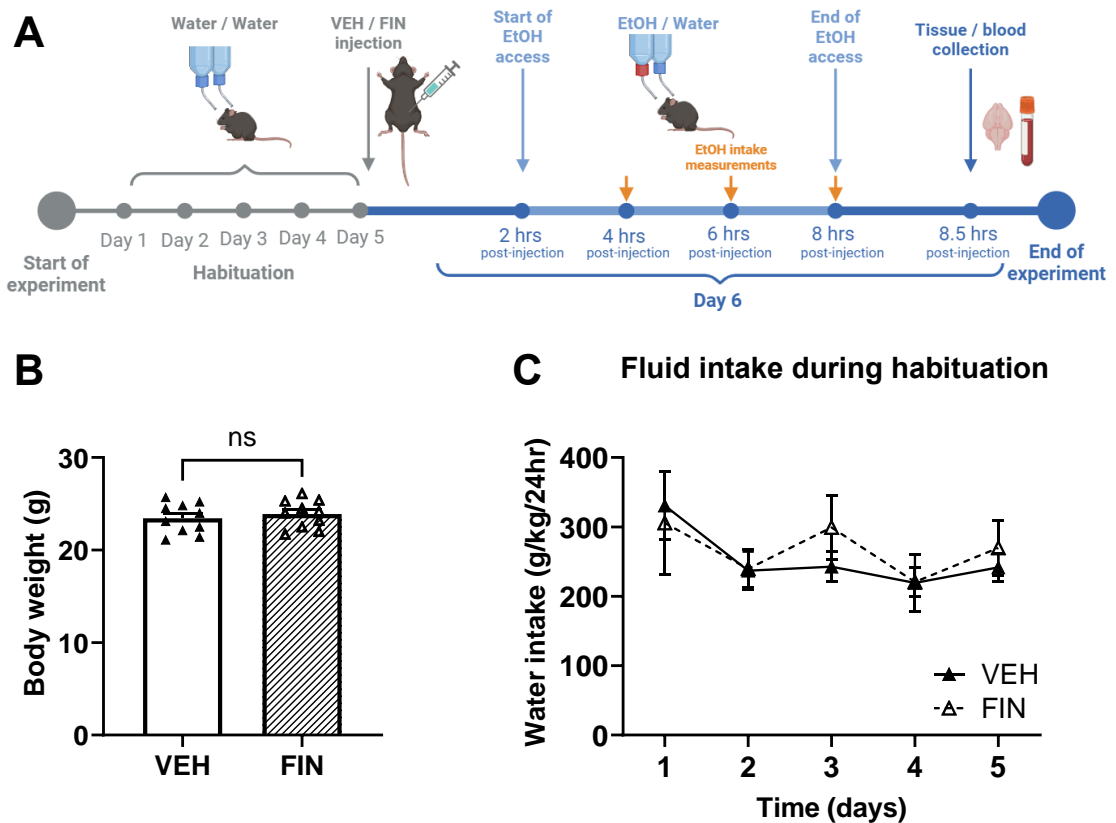 A
Water / Water
VEH / FIN
injection
Start of
EtOH
access
EtOH / Water
End of
EtOH
access
Tissue / blood
collection
EtOH intake
measurements
Day 1
Day 2
Day 3
Day 4
Day 5
2 hrs
post-injection
4 hrs
post-injection
6 hrs
post-injection
8 hrs
post-injection
8.5 hrs
post-injection
Start of
experiment
Habituation
End of
experiment
Day 6
B
ns
Body weight (g)
30
20
10
0
VEH
FIN
C
Fluid intake during habituation
Water intake (g/kg/24hr)
400
300
200
100
0
VEH
FIN
1
2
3
4
5
Time (days)